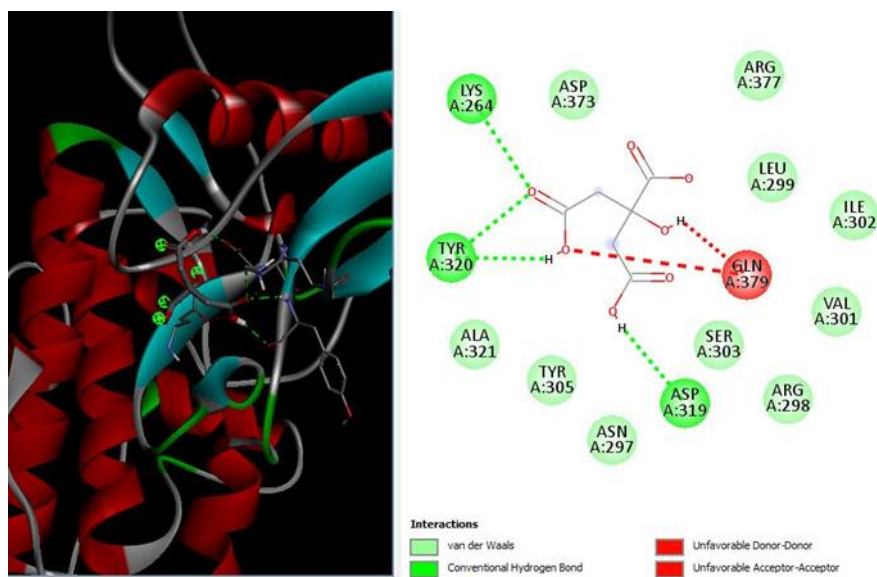 ARG
A:377
LYS
A:264
ASP
A:373
LEU
A:299
ILE
A:302
O
O
O
O
H
O
H
O
O
TYR
A:320
GLN
A:379
H
VAL
A:301
ALA
A:321
SER
A:303
TYR
A:305
ASP
A:319
ARG
A:298
ASN
A:297
Interactions
van der Waals
Conventional Hydrogen Bond
Unfavorable Donor-Donor
Unfavorable Acceptor-Acceptor